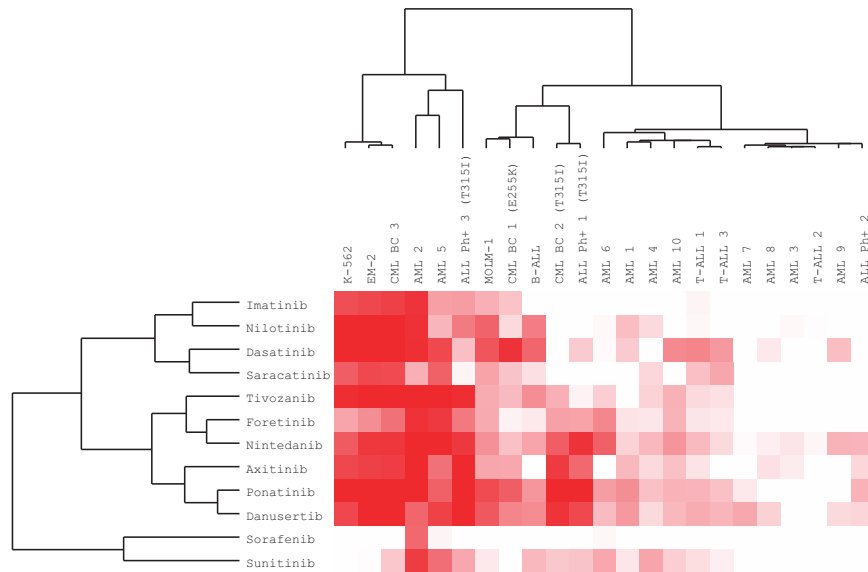 K-562
EM-2
CML BC 3
AML 2
AML 5
ALL Ph+ 3 (T315I)
MOLM-1
CML BC 1 (E255K)
B-ALL
CML BC 2 (T315I)
ALL Ph+ 1 (T315I)
AML 6
AML 1
AML 4
AML 10
T-ALL 1
T-ALL 3
AML 7
AML 8
AML 3
T-ALL 2
AML 9
ALL Ph+ 2
Imatinib
Nilotinib
Dasatinib
Saracatinib
Tivozanib
Foretinib
Nintedanib
Axitinib
Ponatinib
Danusertib
Sorafenib
Sunitinib